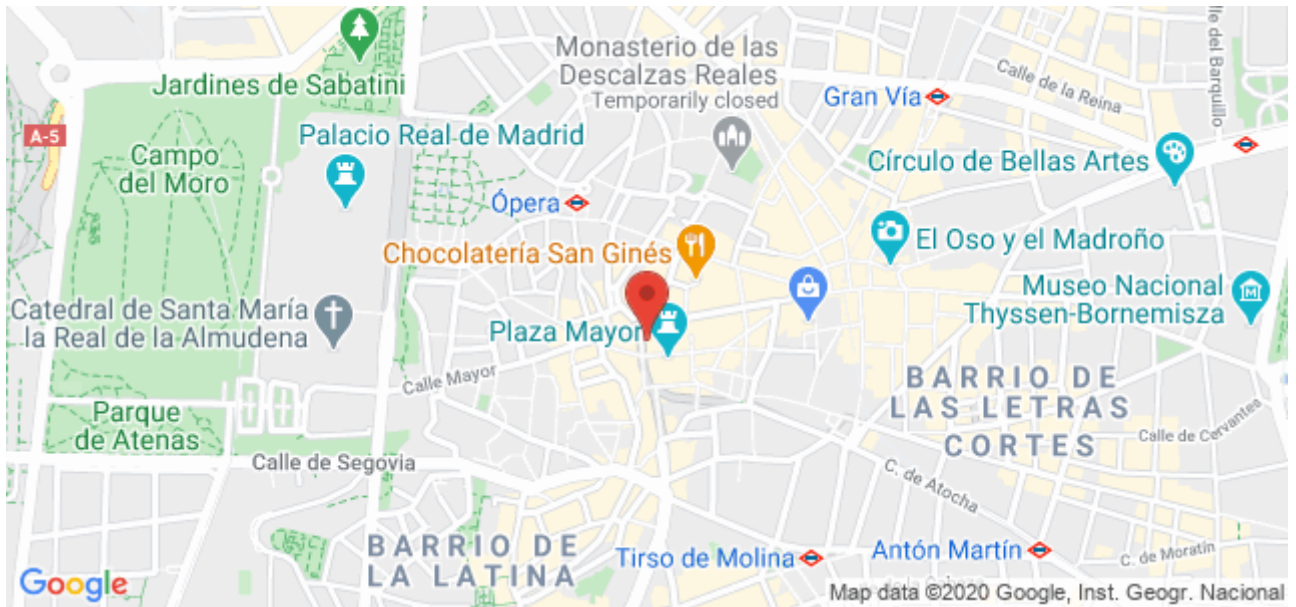 Jardines de Sabatini
Monasterio de las
Descalzas Reales
Temporarily closed
Calle de la Reina
lle del Barquillo
Gran Vía
A-5
Palacio Real de Madrid
Campo
del Moro
Círculo de Bellas Artes
Ópera
Chocolatería San Ginés
El Oso y el Madroño
Museo Nacional
Thyssen-Bornemisza
Catedral de Santa María
la Real de la Almudena
Plaza Mayor
Calle Mayor
BARRIO DE
LAS LETRAS
CORTES
Parque
de Atenas
Calle de Cervantes
Calle de Segovia
C. de Atocha
BARRIO DE
LA LATINA
Tirso de Molina
Antón Martín
C. de Moratín
Google
Map data ©2020 Google, Inst. Geogr. Nacional